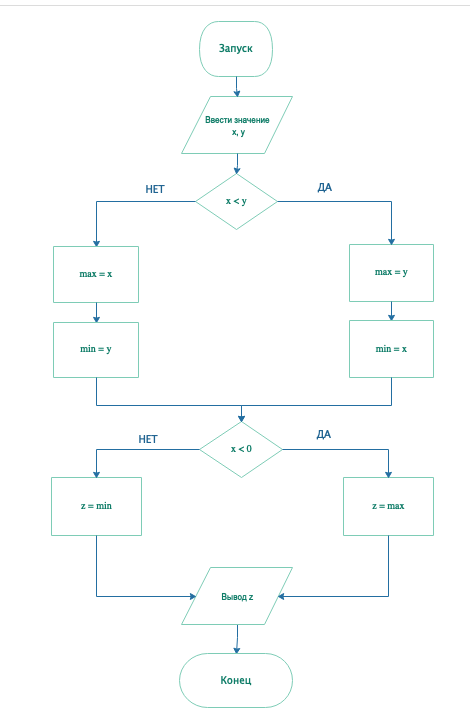 Запуск
Ввести значение
x, y
x < y
НЕТ
ДА
max = x
max = y
min = y
min = x
x < 0
НЕТ
ДА
z = min
z = max
Вывод z
Конец